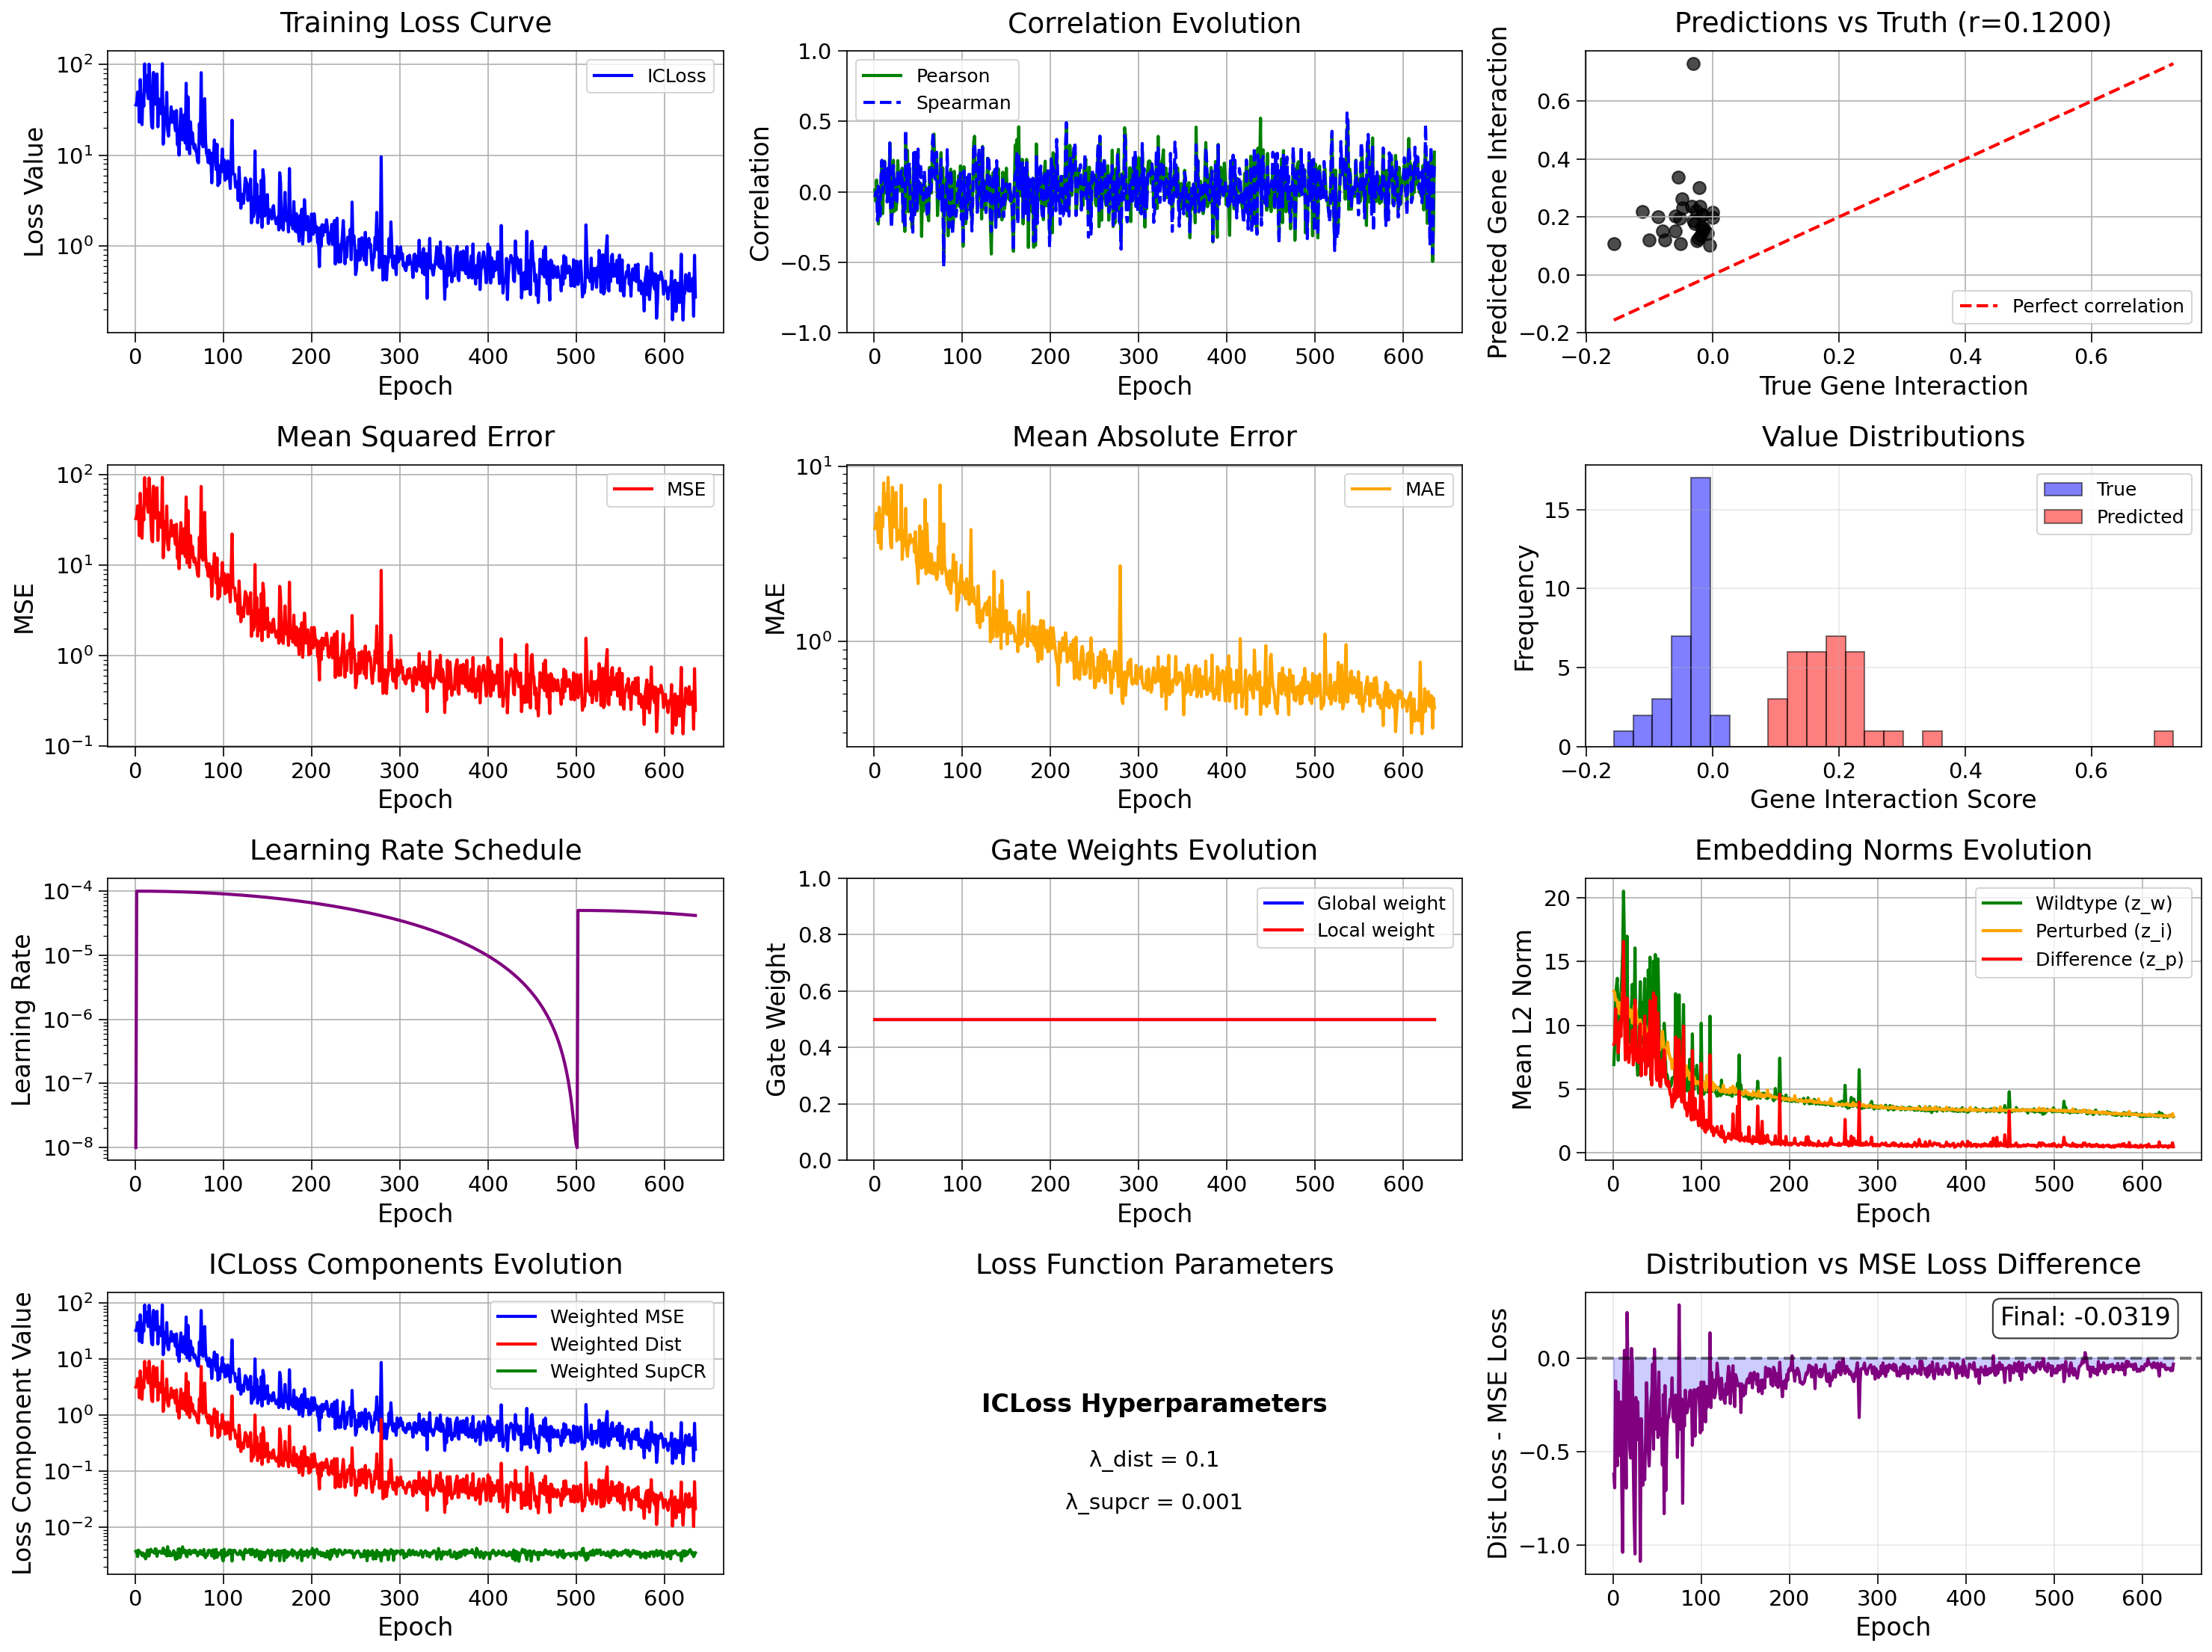 Training Loss Curve
Loss Value
10² 10¹ 10⁰
ICLoss
0 100 200 300 400 500 600
Epoch
Correlation Evolution
Correlation
1.0 0.5 0.0 −0.5 −1.0
Pearson
Spearman
0 100 200 300 400 500 600
Epoch
Predictions vs Truth (r=0.1200)
Predicted Gene Interaction
0.6 0.4 0.2 0.0 −0.2
Perfect correlation
−0.2 0.0 0.2 0.4 0.6
True Gene Interaction
Mean Squared Error
MSE
10² 10¹ 10⁰ 10⁻¹
MSE
0 100 200 300 400 500 600
Epoch
Mean Absolute Error
MAE
10¹ 10⁰
MAE
0 100 200 300 400 500 600
Epoch
Value Distributions
Frequency
15 10 5 0
True
Predicted
−0.2 0.0 0.2 0.4 0.6
Gene Interaction Score
Learning Rate Schedule
Learning Rate
10⁻⁴ 10⁻⁵ 10⁻⁶ 10⁻⁷ 10⁻⁸
0 100 200 300 400 500 600
Epoch
Gate Weights Evolution
Gate Weight
1.0 0.8 0.6 0.4 0.2 0.0
Global weight
Local weight
0 100 200 300 400 500 600
Epoch
Embedding Norms Evolution
Mean L2 Norm
20 15 10 5 0
Wildtype (z_w)
Perturbed (z_i)
Difference (z_p)
0 100 200 300 400 500 600
Epoch
ICLoss Components Evolution
Loss Component Value
10² 10¹ 10⁰ 10⁻¹ 10⁻²
Weighted MSE
Weighted Dist
Weighted SupCR
0 100 200 300 400 500 600
Epoch
Loss Function Parameters
ICLoss Hyperparameters
λ_dist = 0.1
λ_supcr = 0.001
Distribution vs MSE Loss Difference
Dist Loss - MSE Loss
0.0 −0.5 −1.0
Final: -0.0319
0 100 200 300 400 500 600
Epoch